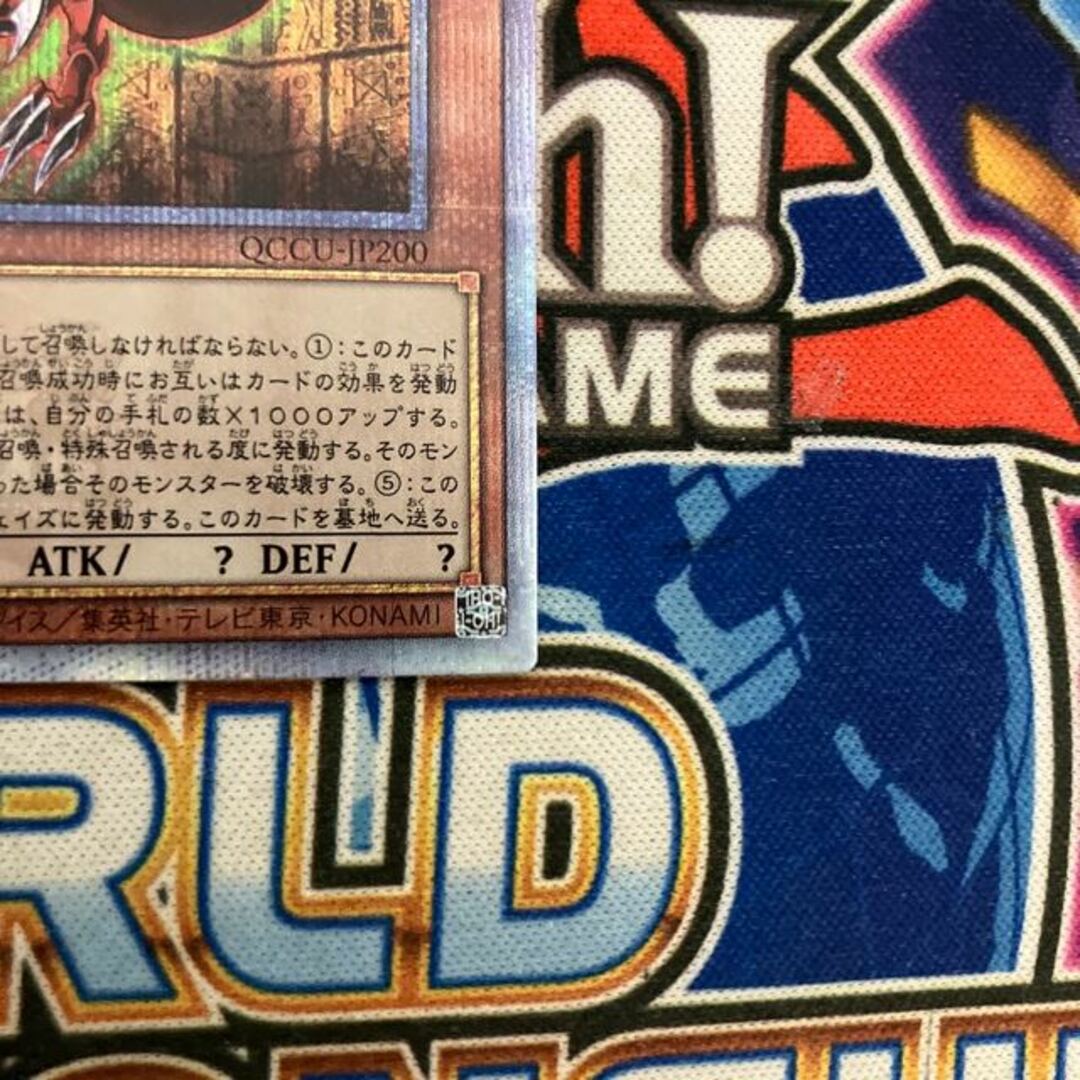 QCCU-JP200
して召喚しなければならない。①:このカード
召喚成功時にお互いはカードの効果を発動
は、自分の手札の数×1000アップする。
召喚・特殊召喚される度に発動する。そのモン
った場合そのモンスターを破壊する。⑤:この
ェイズに発動する。このカードを墓地へ送る。
ATK/ ? DEF/ ?
イス/集英社・テレビ東京・KONAMI
h!
AME
RLD